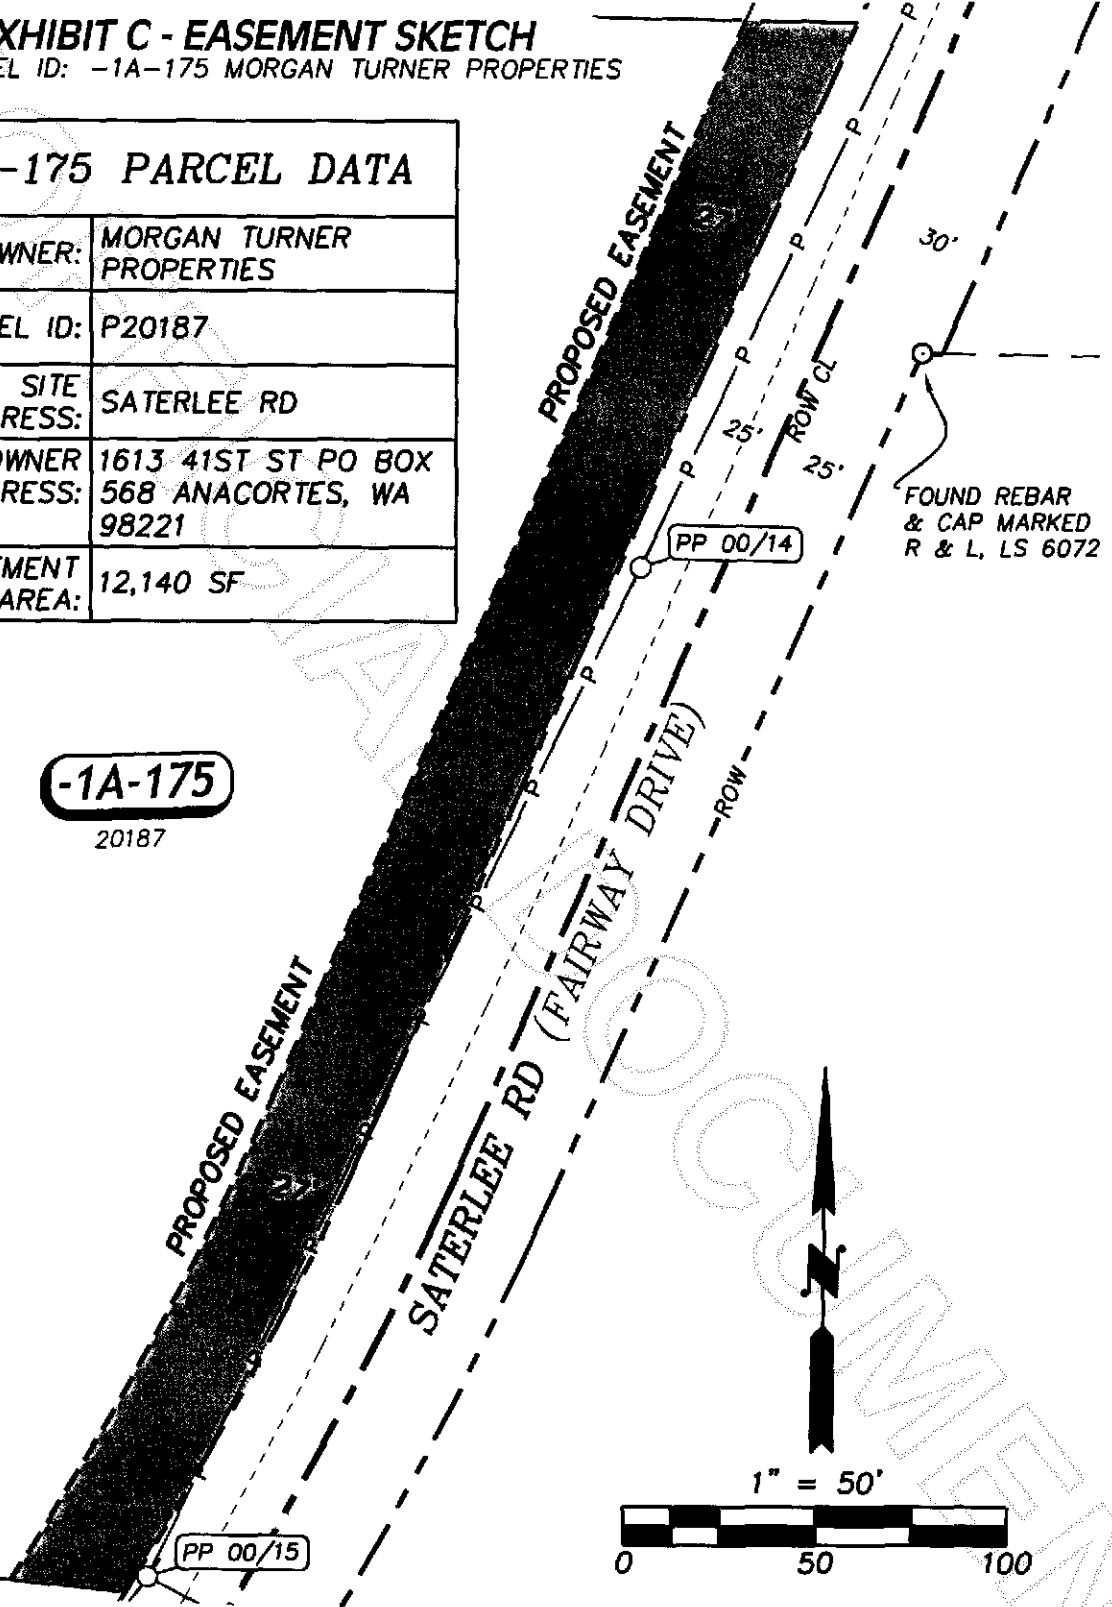 XHIBIT C - EASEMENT SKETCH
EL ID: -1A-175 MORGAN TURNER PROPERTIES
-175 PARCEL DATA
WNER: MORGAN TURNER
PROPERTIES
EL ID: P20187
SITE
RESS: SATERLEE RD
OWNER
RESS: 1613 41ST ST PO BOX
568 ANACORTES, WA
98221
MENT
AREA: 12,140 SF
PROPOSED EASEMENT
P
P
P
P
P
P
P
P
30'
ROW CL
25'
25'
FOUND REBAR
& CAP MARKED
R & L, LS 6072
PP 00/14
-1A-175
20187
ROW
SATERLEE RD (FAIRWAY DRIVE)
PROPOSED EASEMENT
PP 00/15
N
1" = 50'
0 50 100
DOCUMEN